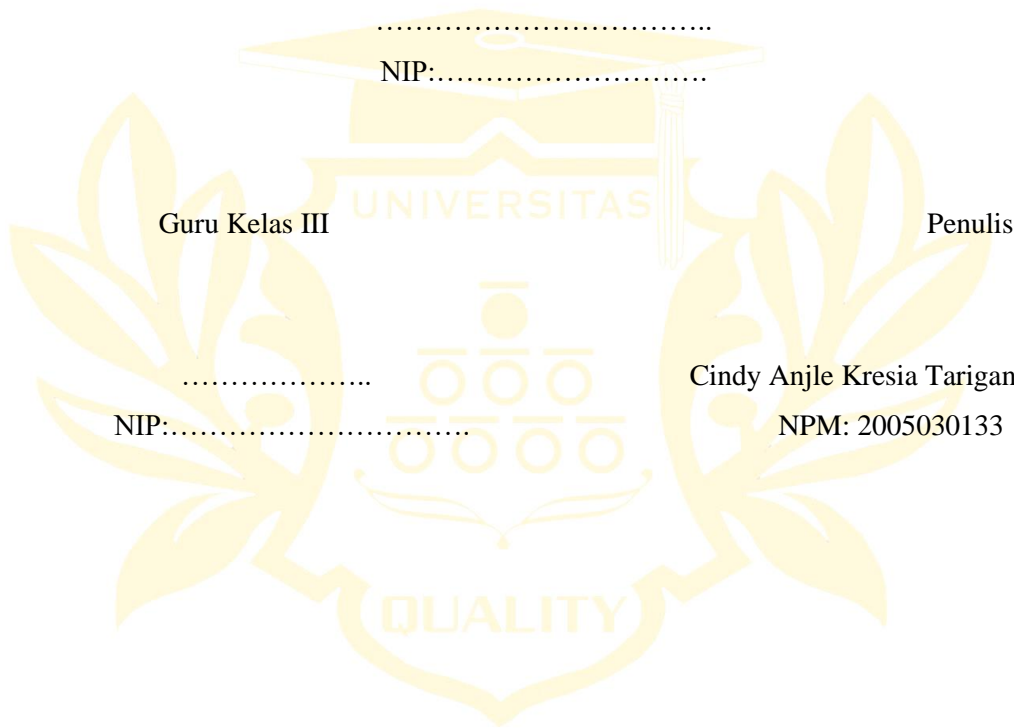 ……………………………..
NIP:……………………….
UNIVERSITAS
Guru Kelas III Penulis
……………….. Cindy Anjle Kresia Tarigan
NIP:…………………………. NPM: 2005030133
QUALITY